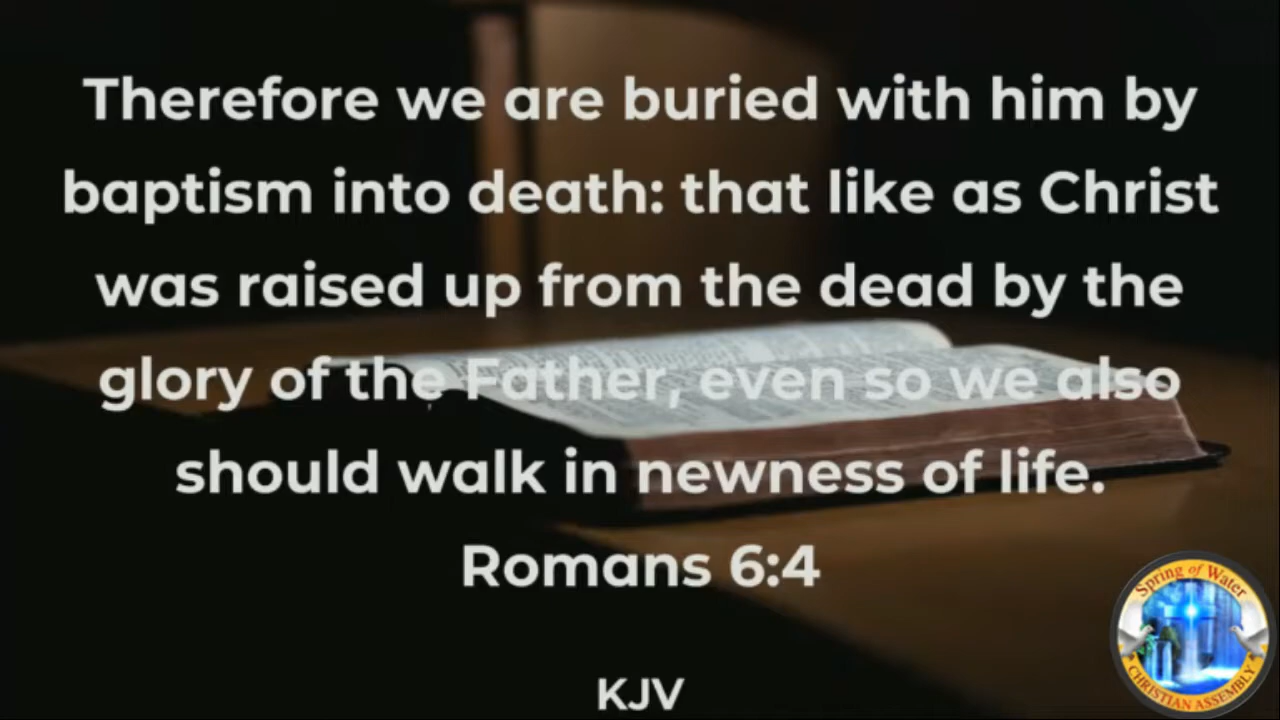 Therefore we are buried with him by
baptism into death: that like as Christ
was raised up from the dead by the
glory of the Father, even so we also
should walk in newness of life.
Romans 6:4
KJV
Spring of Water
CHRISTIAN ASSEMBLY